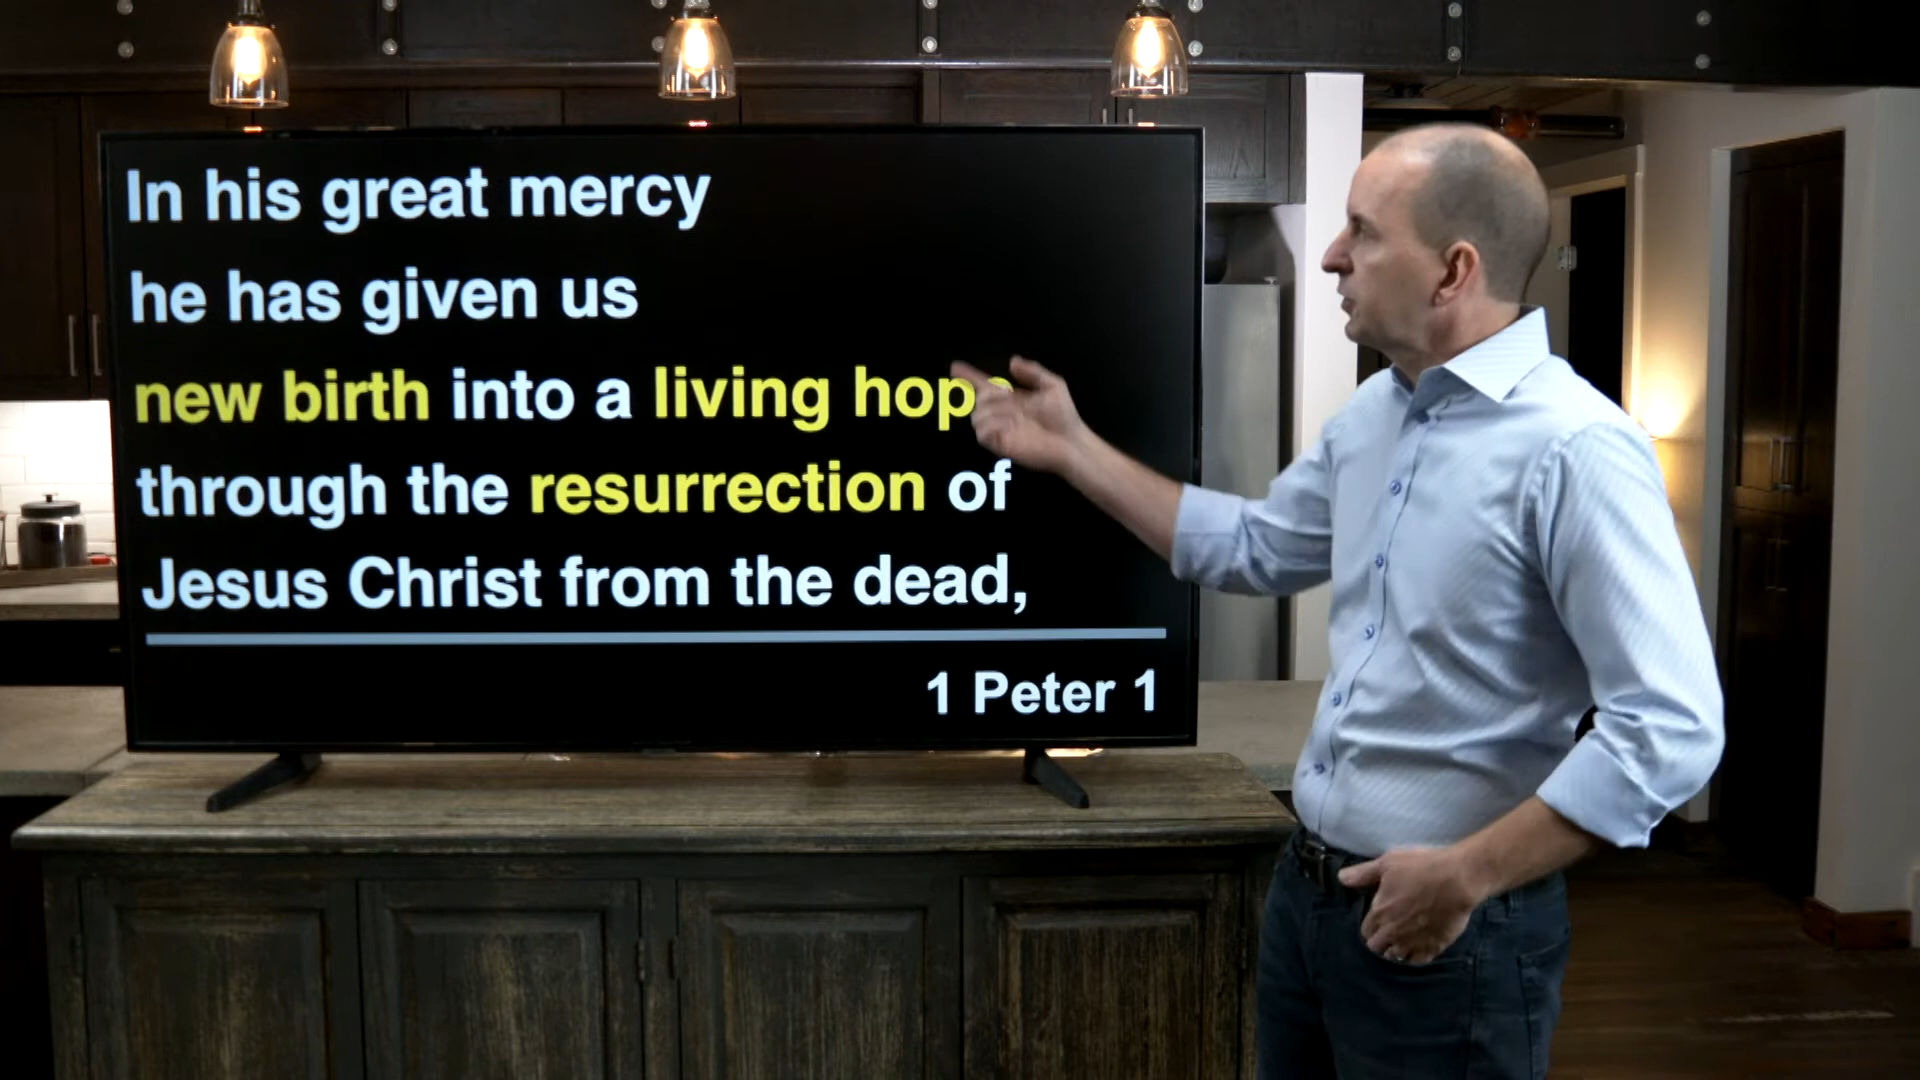 In his great mercy
he has given us
new birth into a living hope
through the resurrection of
Jesus Christ from the dead,
1 Peter 1